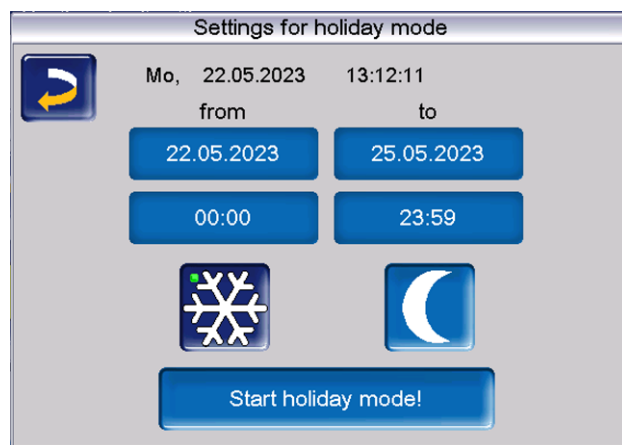 Settings for holiday mode
Mo, 22.05.2023 13:12:11
from to
22.05.2023 25.05.2023
00:00 23:59
Start holiday mode!